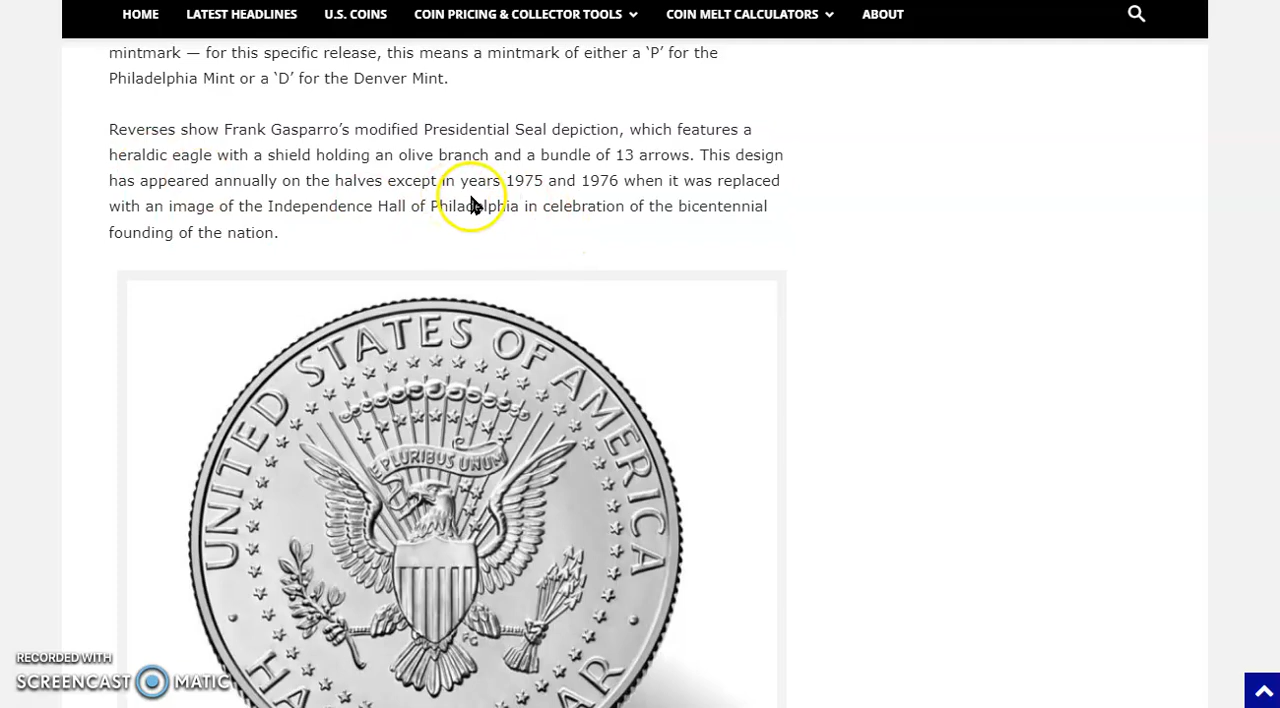 HOME LATEST HEADLINES U.S. COINS COIN PRICING & COLLECTOR TOOLS COIN MELT CALCULATORS ABOUT
mintmark — for this specific release, this means a mintmark of either a ‘P’ for the
Philadelphia Mint or a ‘D’ for the Denver Mint.
Reverses show Frank Gasparro’s modified Presidential Seal depiction, which features a
heraldic eagle with a shield holding an olive branch and a bundle of 13 arrows. This design
has appeared annually on the halves except in years 1975 and 1976 when it was replaced
with an image of the Independence Hall of Philadelphia in celebration of the bicentennial
founding of the nation.
UNITED STATES OF AMERICA
E PLURIBUS UNUM
FG
HA
AR
RECORDED WITH
SCREENCAST MATIC